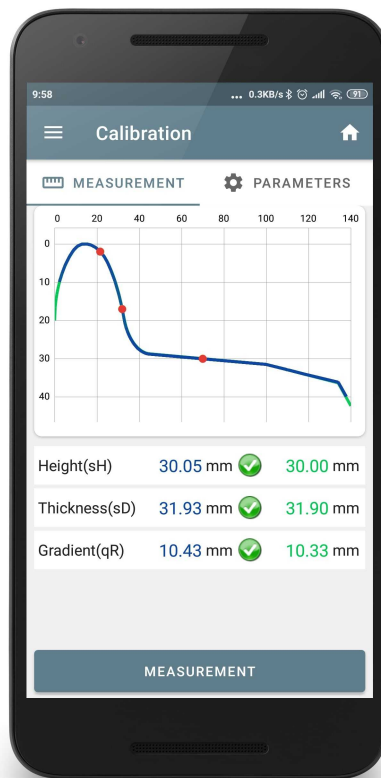 9:58 ... 0.3KB/s 91
Calibration
MEASUREMENT PARAMETERS
0 20 40 60 80 100 120 140
0
10
20
30
40
Height(sH) 30.05 mm 30.00 mm
Thickness(sD) 31.93 mm 31.90 mm
Gradient(qR) 10.43 mm 10.33 mm
MEASUREMENT